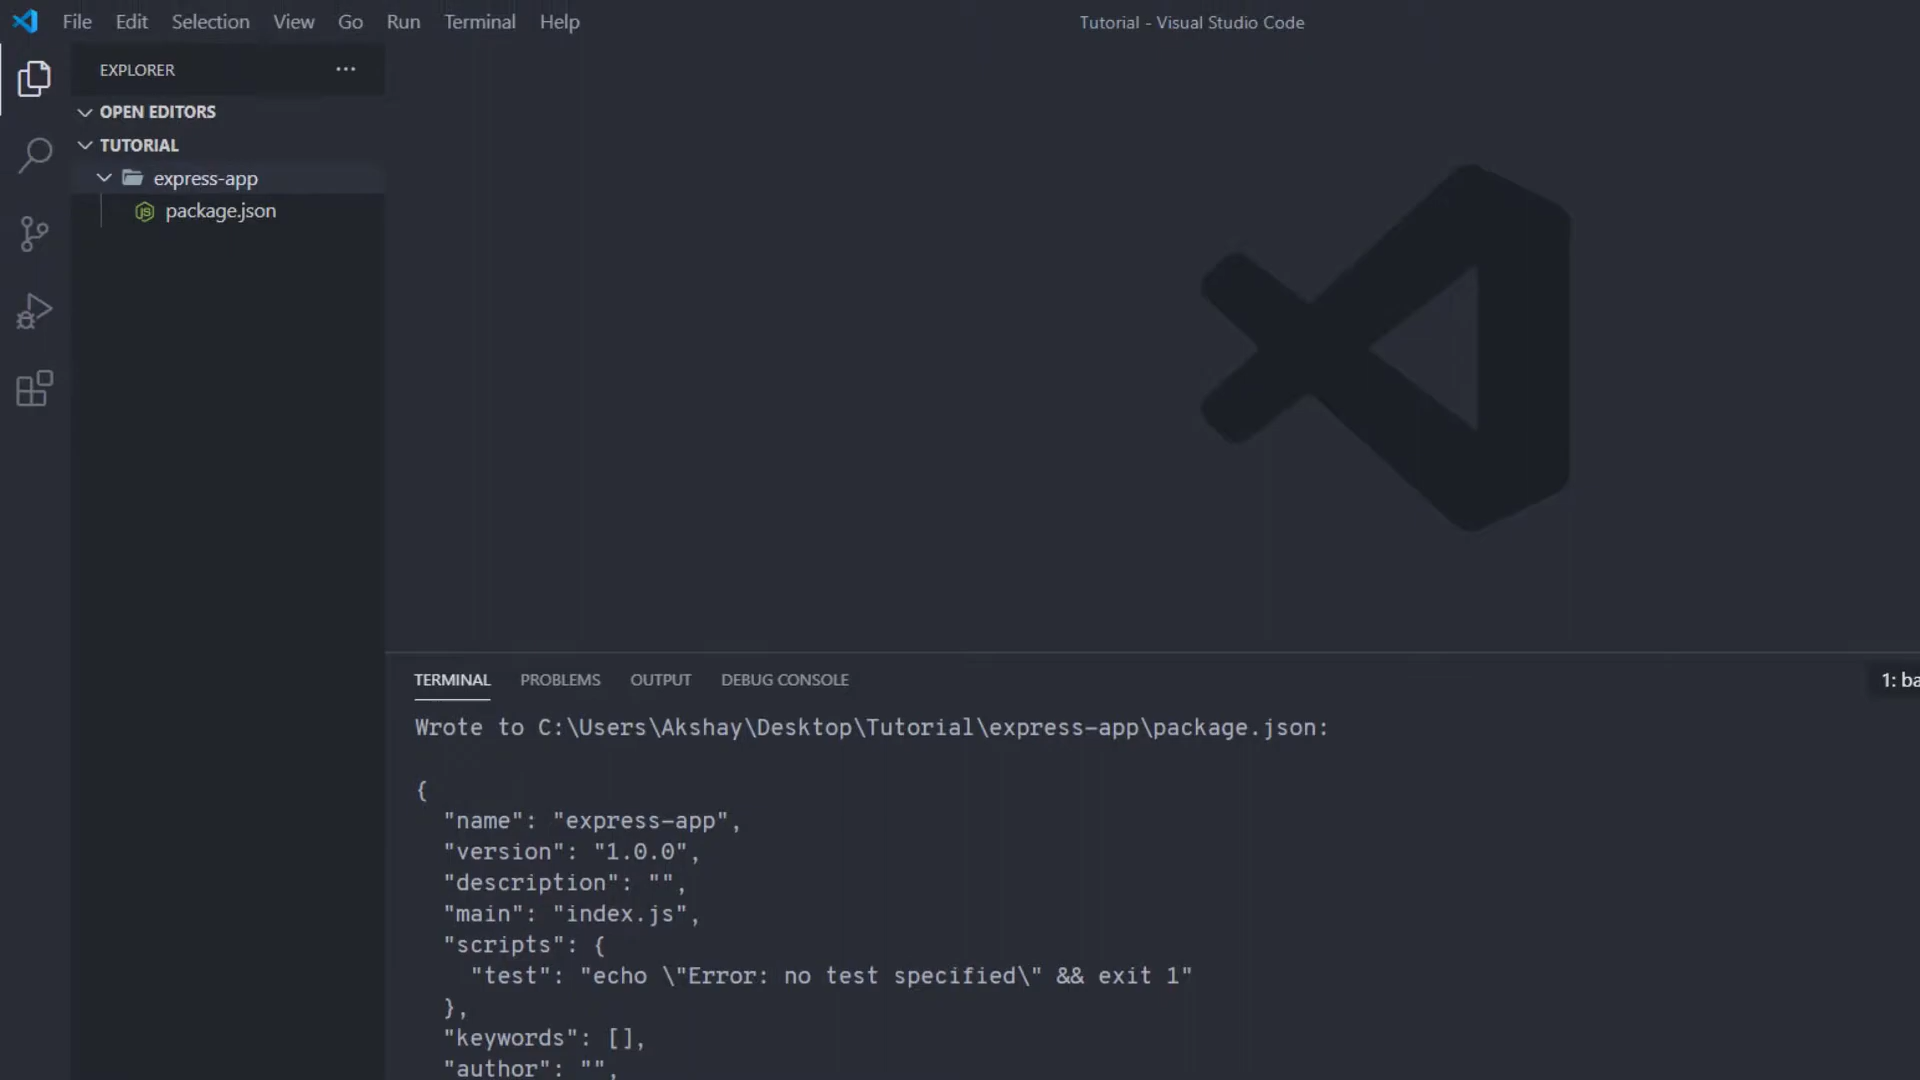 File Edit Selection View Go Run Terminal Help
Tutorial - Visual Studio Code
EXPLORER
OPEN EDITORS
TUTORIAL
express-app
package.json
TERMINAL PROBLEMS OUTPUT DEBUG CONSOLE
1: ba
Wrote to C:\Users\Akshay\Desktop\Tutorial\express-app\package.json:
{
"name": "express-app",
"version": "1.0.0",
"description": "",
"main": "index.js",
"scripts": {
"test": "echo \"Error: no test specified\" && exit 1"
},
"keywords": [],
"author": "",